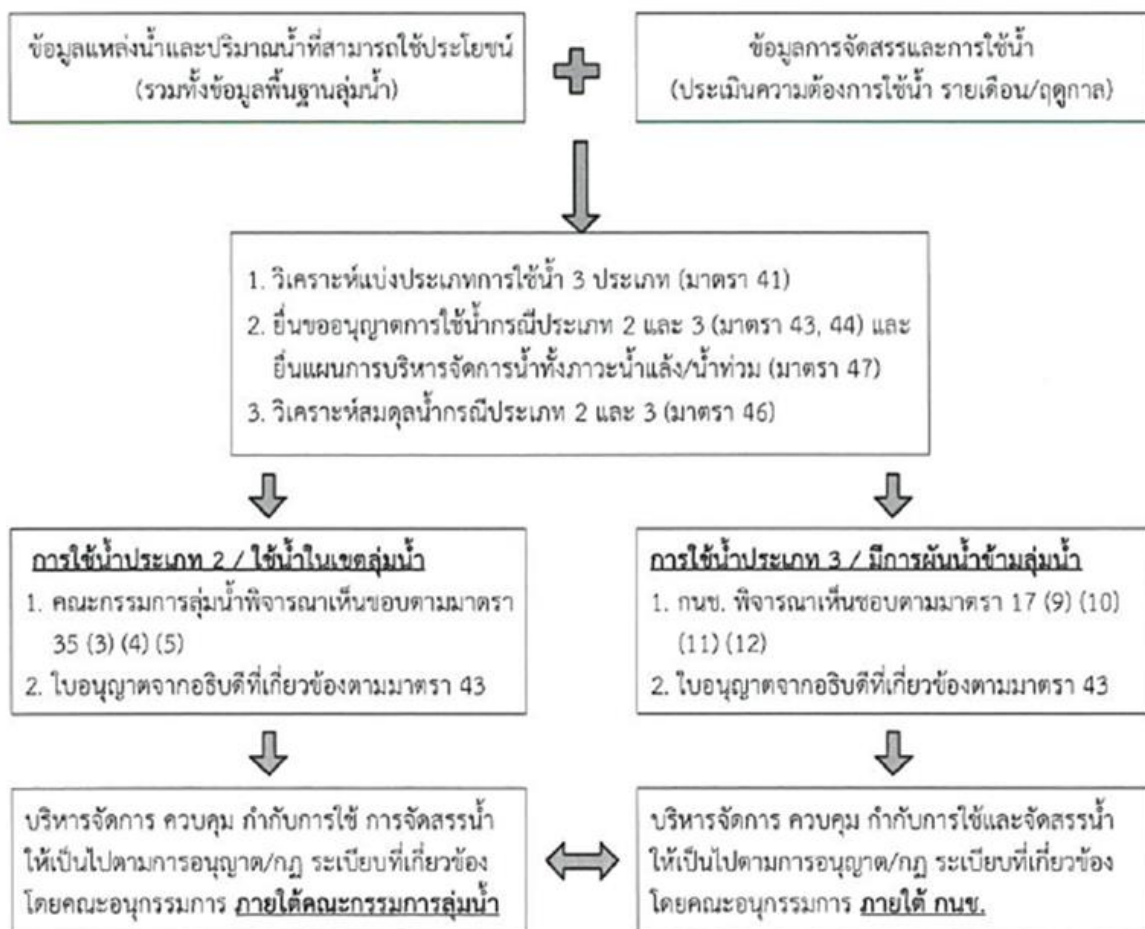 ข้อมูลแหล่งน้ำและปริมาณน้ำที่สามารถใช้ประโยชน์
(รวมทั้งข้อมูลพื้นฐานลุ่มน้ำ)
ข้อมูลการจัดสรรและการใช้น้ำ
(ประเมินความต้องการใช้น้ำ รายเดือน/ฤดูกาล)
1. วิเคราะห์แบ่งประเภทการใช้น้ำ 3 ประเภท (มาตรา 41)
2. ยื่นขออนุญาตการใช้น้ำกรณีประเภท 2 และ 3 (มาตรา 43, 44) และ
ยื่นแผนการบริหารจัดการน้ำทั้งภาวะน้ำแล้ง/น้ำท่วม (มาตรา 47)
3. วิเคราะห์สมดุลน้ำกรณีประเภท 2 และ 3 (มาตรา 46)
การใช้น้ำประเภท 2 / ใช้น้ำในเขตลุ่มน้ำ
1. คณะกรรมการลุ่มน้ำพิจารณาเห็นชอบตามมาตรา
35 (3) (4) (5)
2. ใบอนุญาตจากอธิบดีที่เกี่ยวข้องตามมาตรา 43
การใช้น้ำประเภท 3 / มีการผันน้ำข้ามลุ่มน้ำ
1. กนช. พิจารณาเห็นชอบตามมาตรา 17 (9) (10)
(11) (12)
2. ใบอนุญาตจากอธิบดีที่เกี่ยวข้องตามมาตรา 43
บริหารจัดการ ควบคุม กำกับการใช้ การจัดสรรน้ำ
ให้เป็นไปตามการอนุญาต/กฎ ระเบียบที่เกี่ยวข้อง
โดยคณะอนุกรรมการ ภายใต้คณะกรรมการลุ่มน้ำ
บริหารจัดการ ควบคุม กำกับการใช้และจัดสรรน้ำ
ให้เป็นไปตามการอนุญาต/กฎ ระเบียบที่เกี่ยวข้อง
โดยคณะอนุกรรมการ ภายใต้ กนช.